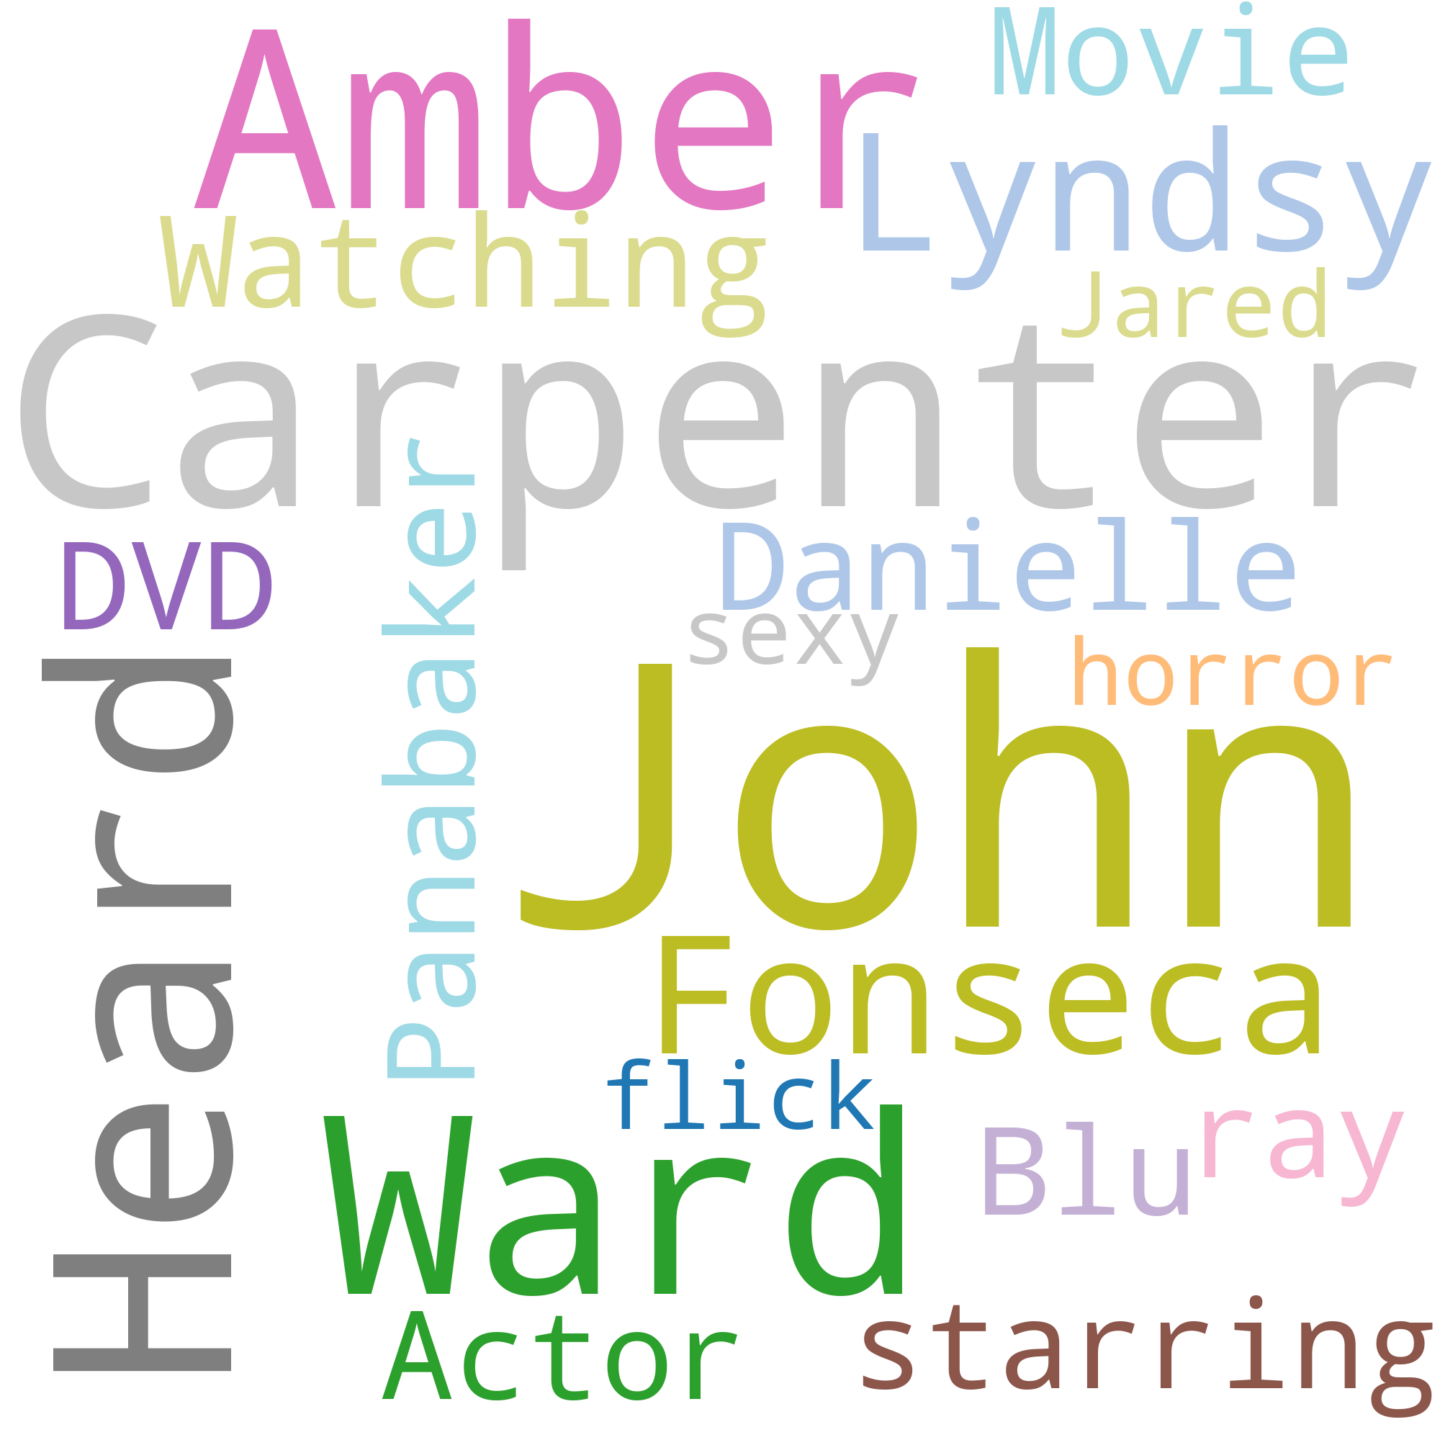 Movie
Amber
Lyndsy
Watching
Jared
Carpenter
Panabaker
DVD
Danielle
sexy
horror
Heard
John
Fonseca
flick
Ward
Blu
ray
Actor
starring